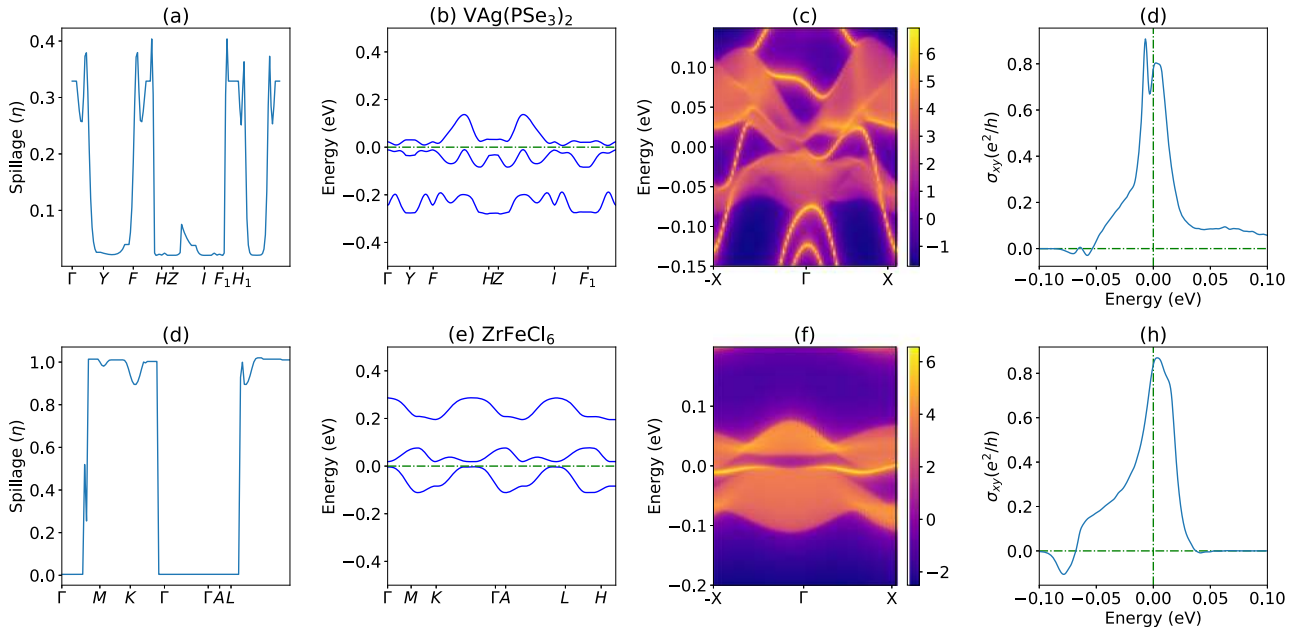 (a)
(b) VAg(PSe₃)₂
(c)
(d)
Spillage (η)
0.4
0.3
0.2
0.1
Γ Y F HZ I F₁ H₁
Energy (eV)
0.4
0.2
0.0
−0.2
−0.4
Γ Y F HZ I F₁
Energy (eV)
0.10
0.05
0.00
−0.05
−0.10
−0.15
-X Γ X
6
5
4
3
2
1
0
−1
σxy(e²/h)
0.8
0.6
0.4
0.2
0.0
−0.10 −0.05 0.00 0.05 0.10
Energy (eV)
(d)
(e) ZrFeCl₆
(f)
(h)
Spillage (η)
1.0
0.8
0.6
0.4
0.2
0.0
Γ M K Γ ΓAL
Energy (eV)
0.4
0.2
0.0
−0.2
−0.4
Γ M K ΓA L H
Energy (eV)
0.1
0.0
−0.1
−0.2
-X Γ X
6
4
2
0
−2
σxy(e²/h)
0.8
0.6
0.4
0.2
0.0
−0.10 −0.05 0.00 0.05 0.10
Energy (eV)